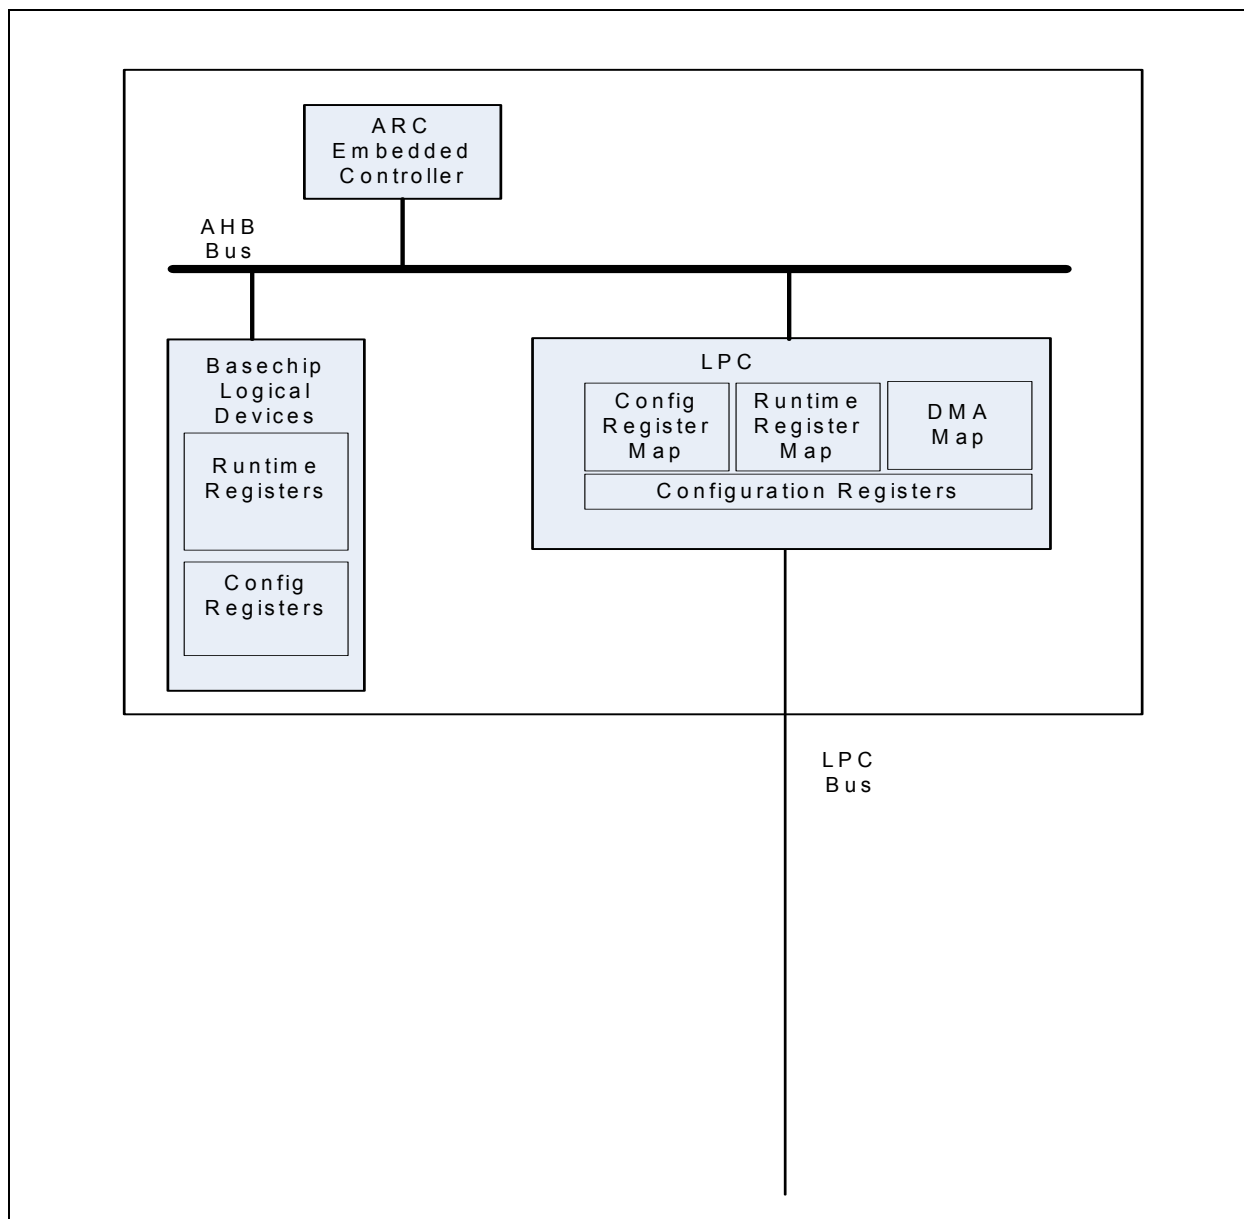 ARC
Embedded
Controller
AHB
Bus
Basechip
Logical
Devices
Runtime
Registers
Config
Registers
LPC
Config
Register
Map
Runtime
Register
Map
DMA
Map
Configuration Registers
LPC
Bus